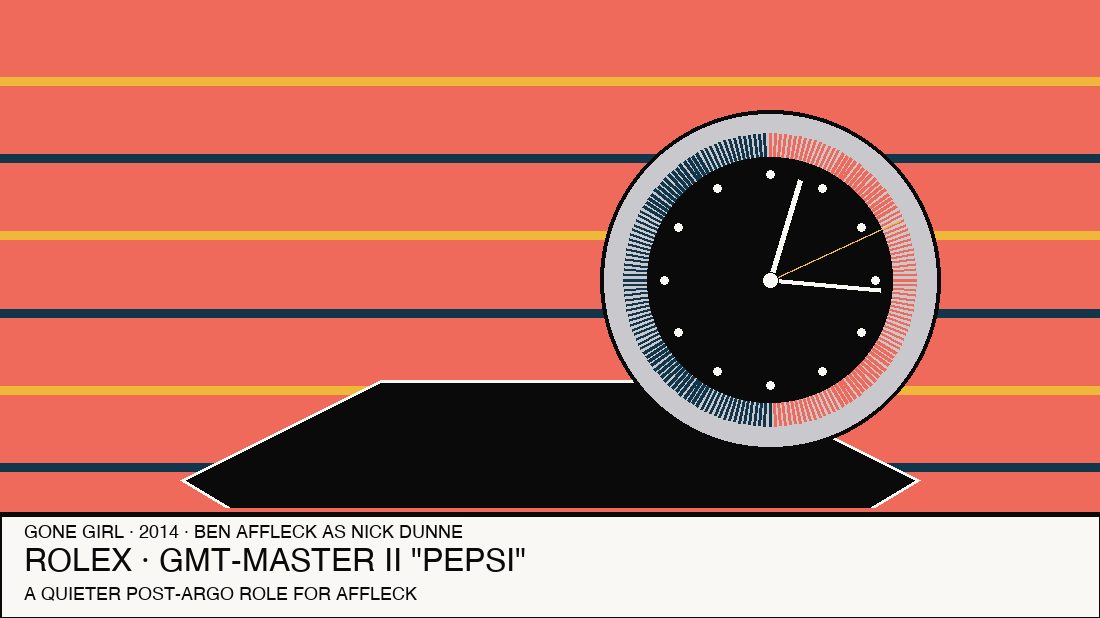 GONE GIRL · 2014 · BEN AFFLECK AS NICK DUNNE
ROLEX · GMT-MASTER II "PEPSI"
A QUIETER POST-ARGO ROLE FOR AFFLECK